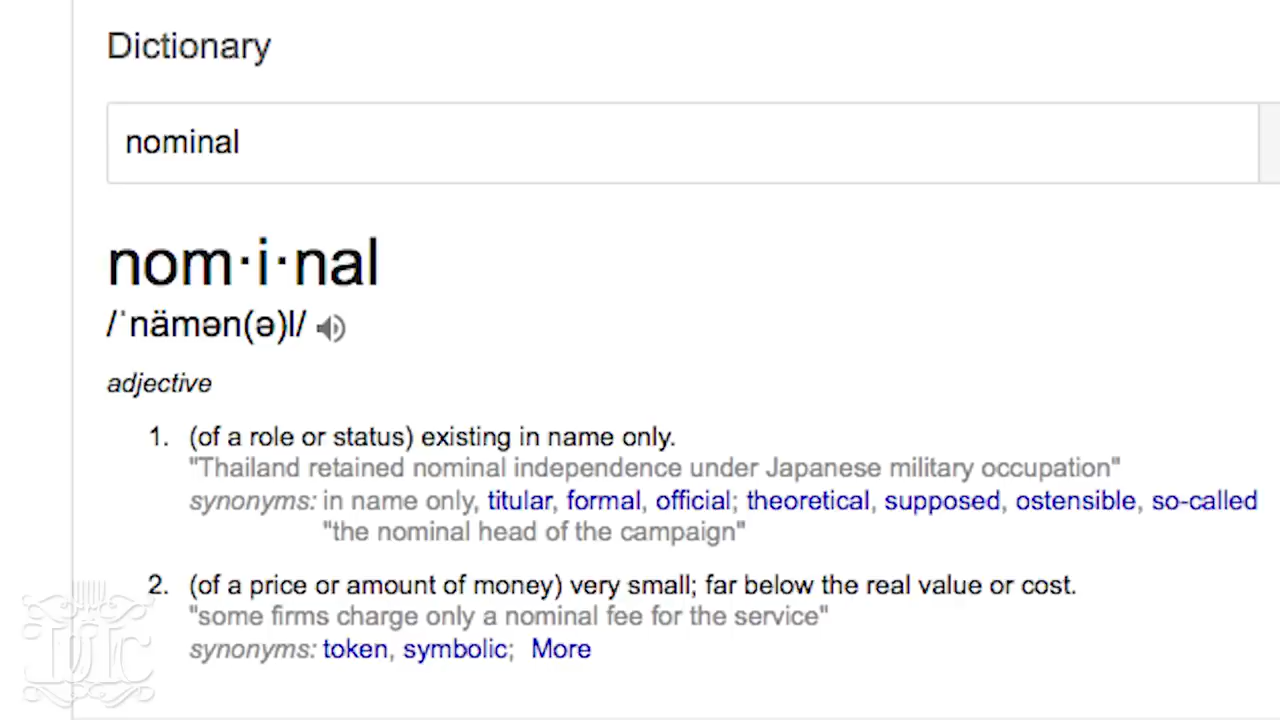 Dictionary
nominal
nom·i·nal
/ˈnämən(ə)l/
adjective
1. (of a role or status) existing in name only.
"Thailand retained nominal independence under Japanese military occupation"
synonyms: in name only, titular, formal, official; theoretical, supposed, ostensible, so-called
"the nominal head of the campaign"
2. (of a price or amount of money) very small; far below the real value or cost.
"some firms charge only a nominal fee for the service"
synonyms: token, symbolic; More